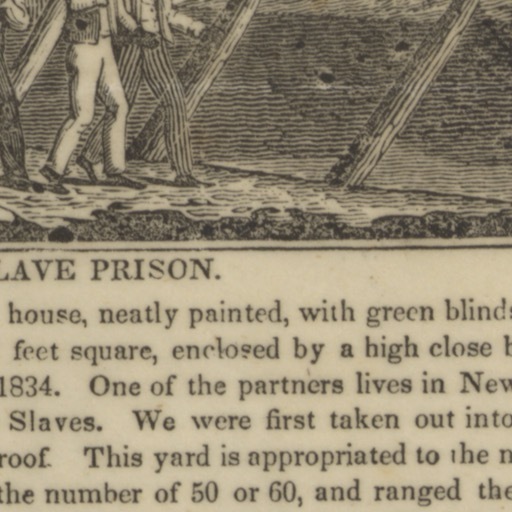 LAVE PRISON.
house, neatly painted, with green blinds
feet square, enclosed by a high close b
1834. One of the partners lives in New
Slaves. We were first taken out into
roof. This yard is appropriated to the m
the number of 50 or 60, and ranged the